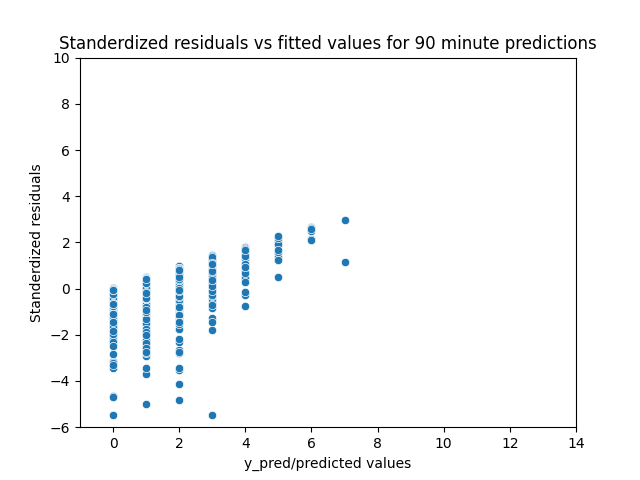 Standerdized residuals vs fitted values for 90 minute predictions
10
8
6
4
2
0
−2
−4
−6
Standerdized residuals
0 2 4 6 8 10 12 14
y_pred/predicted values